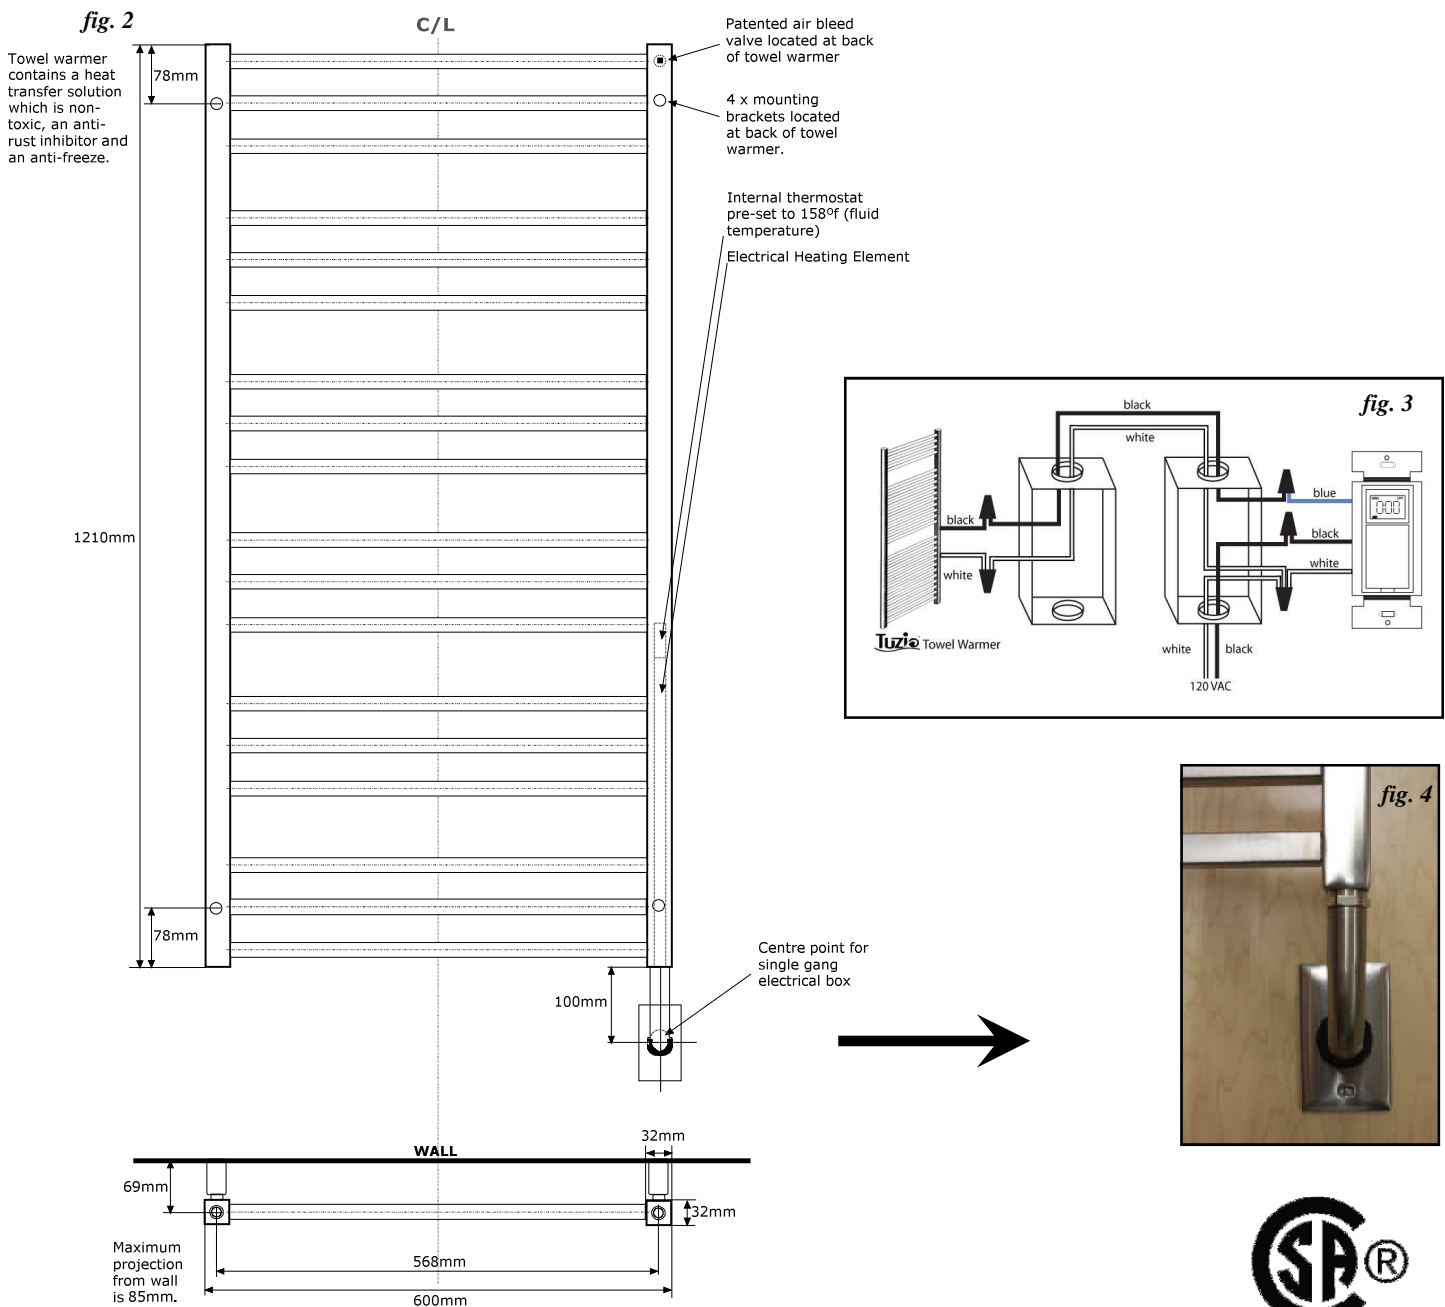 fig. 2
C/L
Towel warmer
contains a heat
transfer solution
which is non-
toxic, an anti-
rust inhibitor and
an anti-freeze.
78mm
Patented air bleed
valve located at back
of towel warmer
4 x mounting
brackets located
at back of towel
warmer.
Internal thermostat
pre-set to 158ºf (fluid
temperature)
Electrical Heating Element
1210mm
78mm
100mm
Centre point for
single gang
electrical box
WALL
32mm
69mm
32mm
Maximum
projection
from wall
is 85mm.
568mm
600mm
fig. 3
black
white
blue
black
black
white
white
Tuzio Towel Warmer
white
black
120 VAC
fig. 4
SA ®